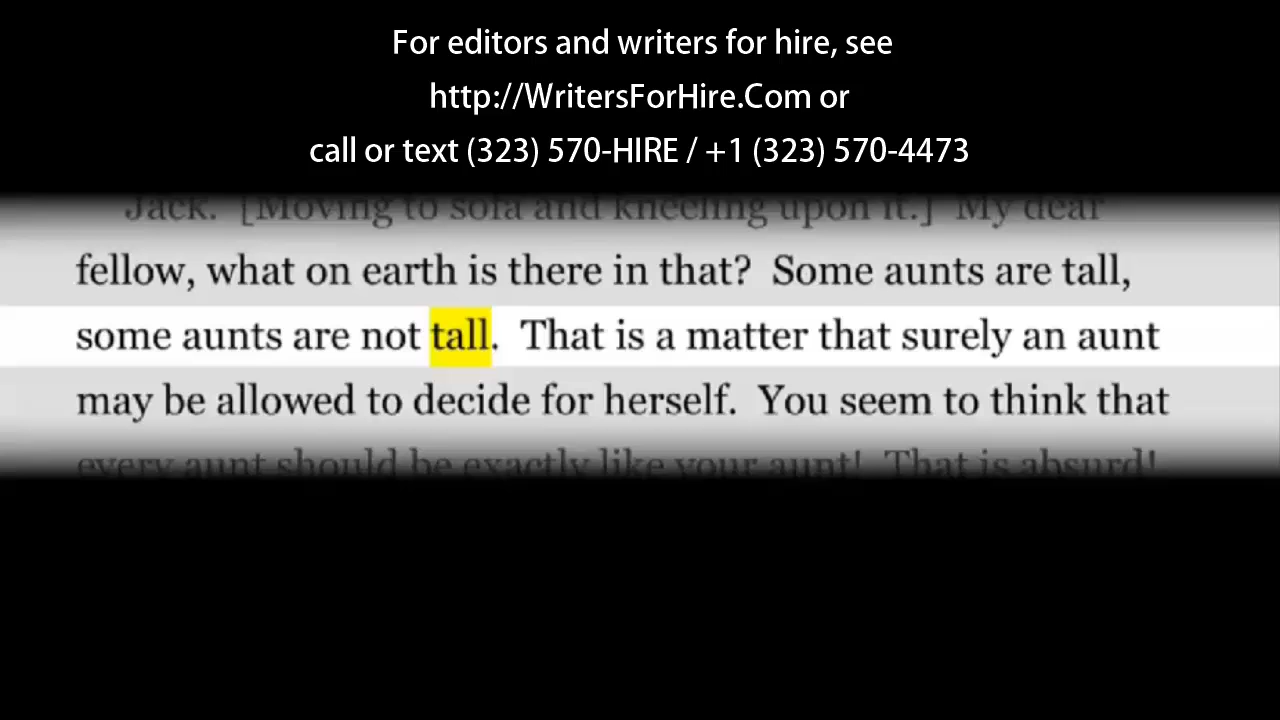 For editors and writers for hire, see
http://WritersForHire.Com or
call or text (323) 570-HIRE / +1 (323) 570-4473
Jack. [Moving to sofa and kneeling upon it.] My dear
fellow, what on earth is there in that? Some aunts are tall,
some aunts are not tall. That is a matter that surely an aunt
may be allowed to decide for herself. You seem to think that
every aunt should be exactly like your aunt! That is absurd!